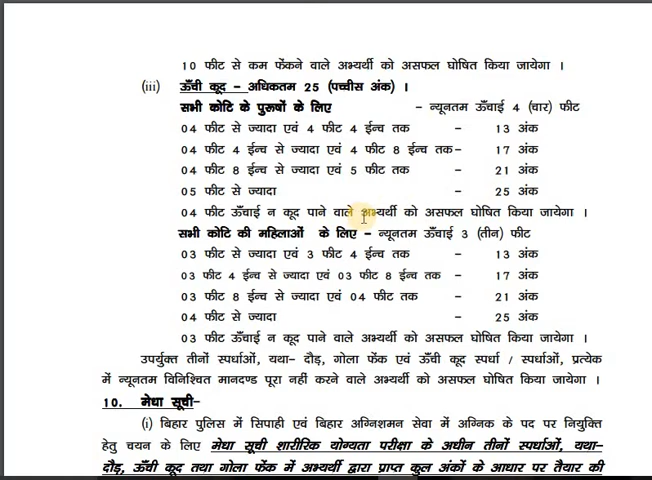 10 फीट से कम फेंकने वाले अभ्यर्थी को असफल घोषित किया जायेगा ।
(iii) ऊँची कूद – अधिकतम 25 (पच्चीस अंक) ।
सभी कोटि के पुरूषों के लिए - न्यूनतम ऊँचाई 4 (चार) फीट
04 फीट से ज्यादा एवं 4 फीट 4 ईन्च तक - 13 अंक
04 फीट 4 ईन्च से ज्यादा एवं 4 फीट 8 ईन्च तक- 17 अंक
04 फीट 8 ईन्च से ज्यादा एवं 5 फीट तक - 21 अंक
05 फीट से ज्यादा - 25 अंक
04 फीट ऊँचाई न कूद पाने वाले अभ्यर्थी को असफल घोषित किया जायेगा ।
सभी कोटि की महिलाओं के लिए – न्यूनतम ऊँचाई 3 (तीन) फीट
03 फीट से ज्यादा एवं 3 फीट 4 ईन्च तक - 13 अंक
03 फीट 4 ईन्च से ज्यादा एवं 03 फीट 8 ईन्च तक - 17 अंक
03 फीट 8 ईन्च से ज्यादा एवं 04 फीट तक - 21 अंक
04 फीट से ज्यादा - 25 अंक
03 फीट ऊँचाई न कूद पाने वाले अभ्यर्थी को असफल घोषित किया जायेगा ।
उपर्युक्त तीनों स्पर्धाओं, यथा- दौड़, गोला फेंक एवं ऊँची कूद स्पर्धा / स्पर्धाओं, प्रत्येक
में न्यूनतम विनिश्चित मानदण्ड पूरा नहीं करने वाले अभ्यर्थी को असफल घोषित किया जायेगा ।
10. मेधा सूची-
(i) बिहार पुलिस में सिपाही एवं बिहार अग्निशमन सेवा में अग्निक के पद पर नियुक्ति
हेतु चयन के लिए मेधा सूची शारीरिक योग्यता परीक्षा के अधीन तीनों स्पर्धाओं, यथा-
दौड़, ऊँची कूद तथा गोला फेंक में अभ्यर्थी द्वारा प्राप्त कुल अंकों के आधार पर तैयार की